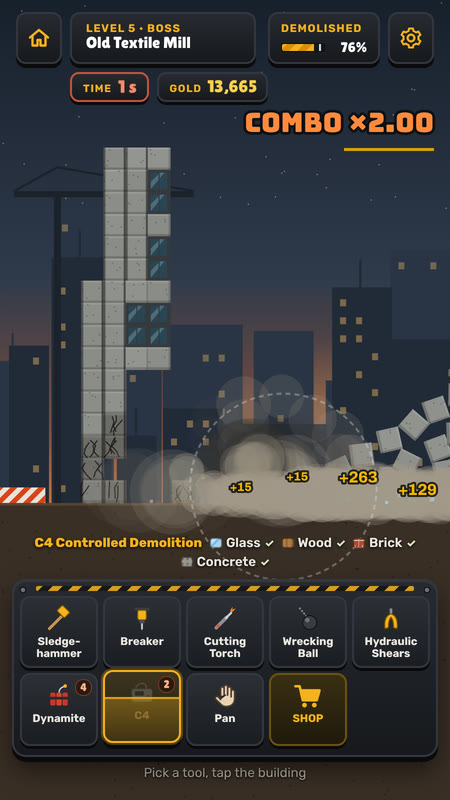 LEVEL 5 • BOSS
Old Textile Mill
DEMOLISHED
76%
TIME 1 s
GOLD 13,665
COMBO ×2.00
+15
+15
+263
+129
C4 Controlled Demolition Glass ✓ Wood ✓ Brick ✓
Concrete ✓
Sledge-
hammer
Breaker
Cutting
Torch
Wrecking
Ball
Hydraulic
Shears
4
Dynamite
2
C4
Pan
SHOP
Pick a tool, tap the building